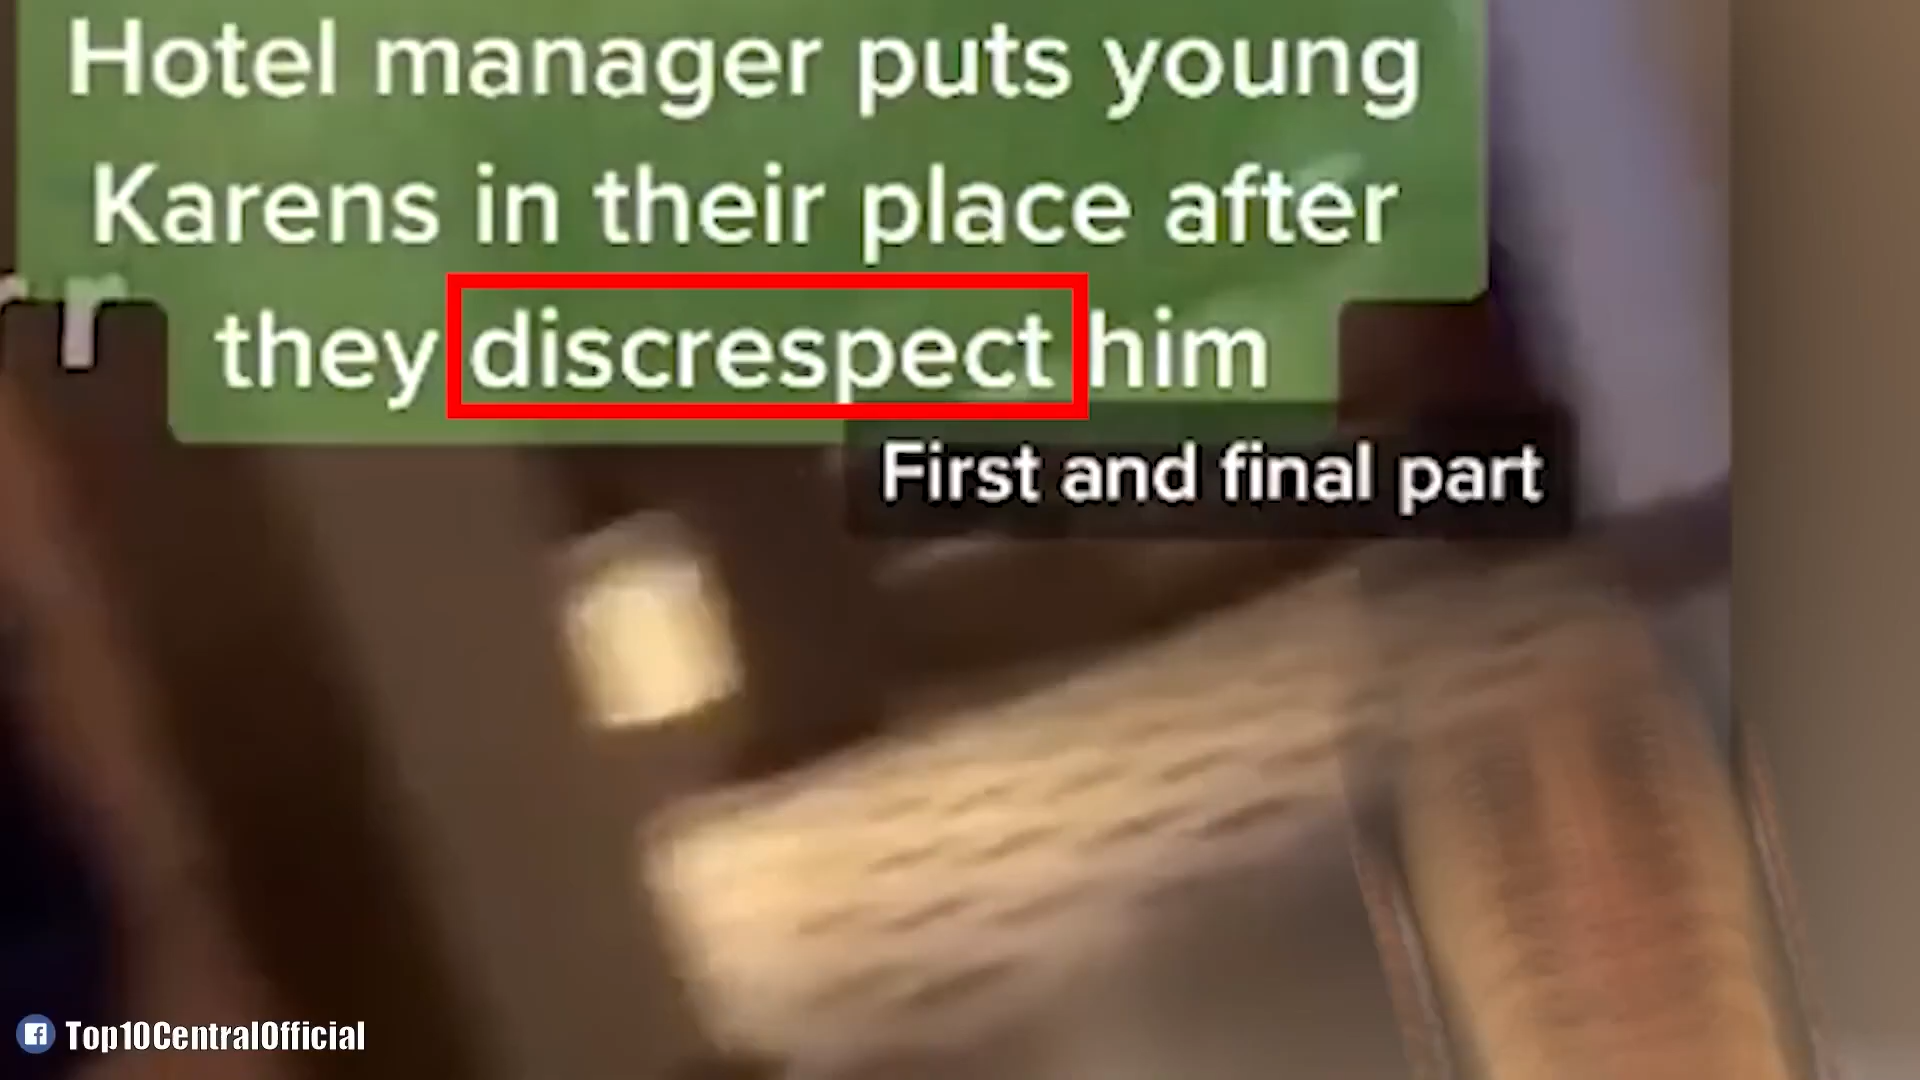 Hotel manager puts young
Karens in their place after
they discrespect him
First and final part
Top10CentralOfficial